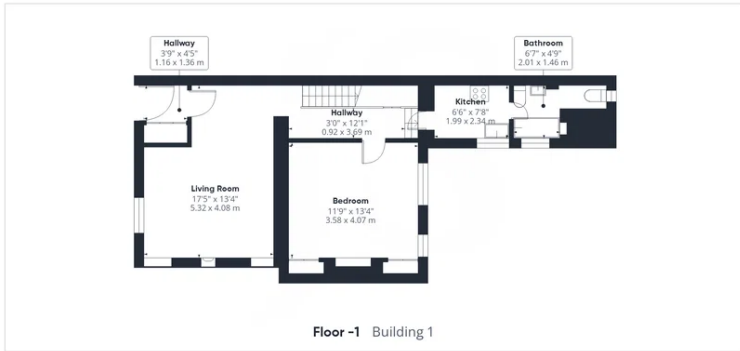 Hallway
3'9" x 4'5"
1.16 x 1.36 m
Bathroom
6'7" x 4'9"
2.01 x 1.46 m
Kitchen
6'6" x 7'8"
1.99 x 2.34 m
Hallway
3'0" x 12'1"
0.92 x 3.69 m
Living Room
17'5" x 13'4"
5.32 x 4.08 m
Bedroom
11'9" x 13'4"
3.58 x 4.07 m
Floor -1 Building 1